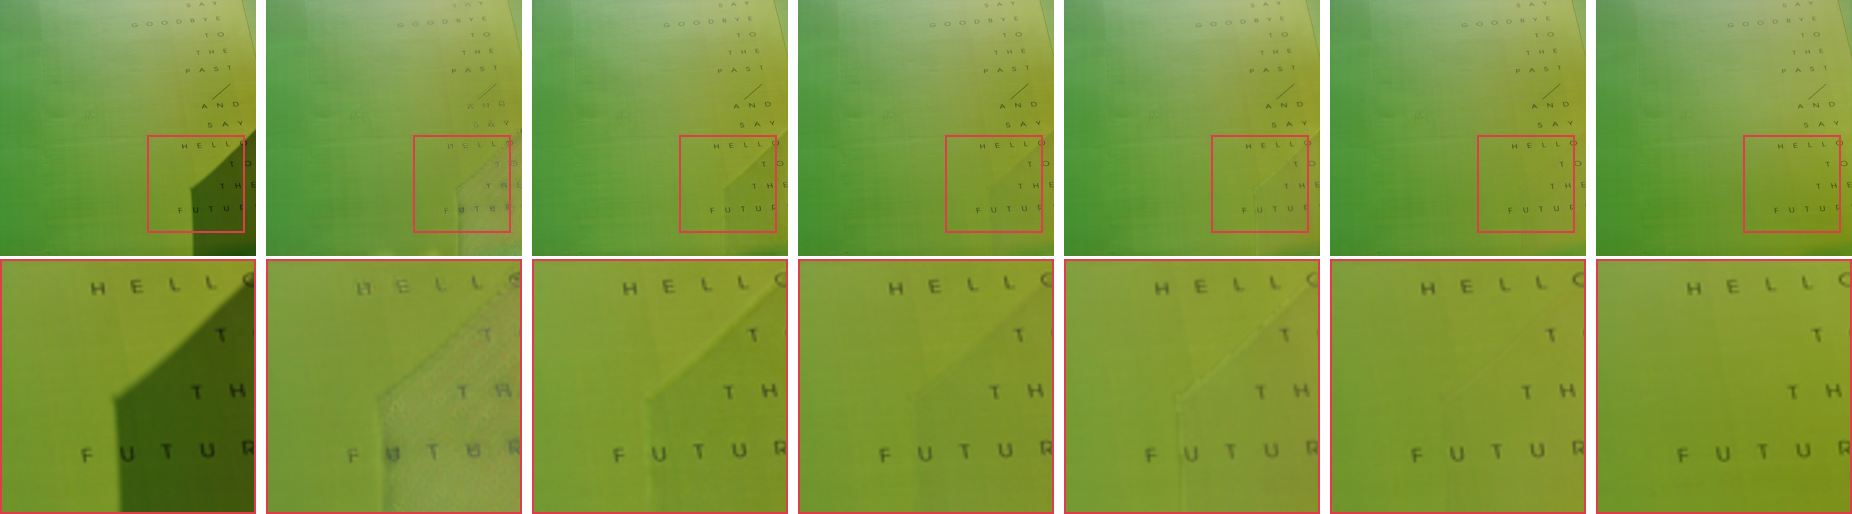 SAY
GOODBYE
TO
THE
PAST
AND
SAY
HELLO
TO
THE
FUTUR
SAY
GOODBYE
TO
THE
PAST
AND
SAY
HELLO
TO
THE
FUTUR
SAY
GOODBYE
TO
THE
PAST
AND
SAY
HELLO
TO
THE
FUTUR
SAY
GOODBYE
TO
THE
PAST
AND
SAY
HELLO
TO
THE
FUTUR
SAY
GOODBYE
TO
THE
PAST
AND
SAY
HELLO
TO
THE
FUTUR
SAY
GOODBYE
TO
THE
PAST
AND
SAY
HELLO
TO
THE
FUTUR
SAY
GOODBYE
TO
THE
PAST
AND
SAY
HELLO
TO
THE
FUTUR
HELLO
T
TH
FUTUR
HELLO
T
TH
FUTUR
HELLO
T
TH
FUTUR
HELLO
T
TH
FUTUR
HELLO
T
TH
FUTUR
HELLO
T
TH
FUTUR
HELLO
T
TH
FUTUR